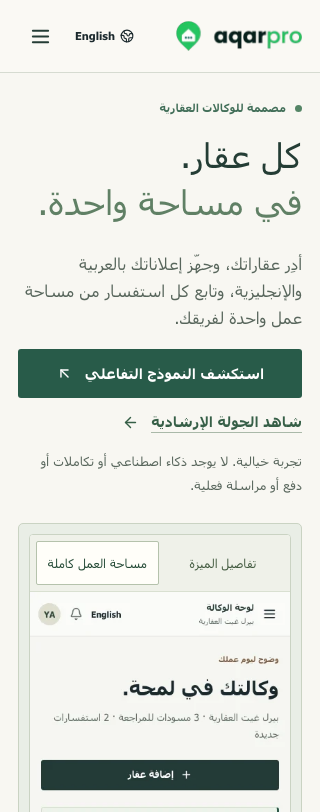 aqarpro
English
مصممة للوكالات العقارية
كل عقار.
في مساحة واحدة.
أدِر عقاراتك، وجهّز إعلاناتك بالعربية
والإنجليزية، وتابع كل استفسار من مساحة
عمل واحدة لفريقك.
استكشف النموذج التفاعلي
شاهد الجولة الإرشادية
تجربة خيالية. لا يوجد ذكاء اصطناعي أو تكاملات أو
دفع أو مراسلة فعلية.
تفاصيل الميزة
مساحة العمل كاملة
لوحة الوكالة
بيرل غيت العقارية
English
YA
وضوح ليوم عملك
وكالتك في لمحة.
بيرل غيت العقارية · 3 مسودات للمراجعة · 2 استفسارات
جديدة
+ إضافة عقار